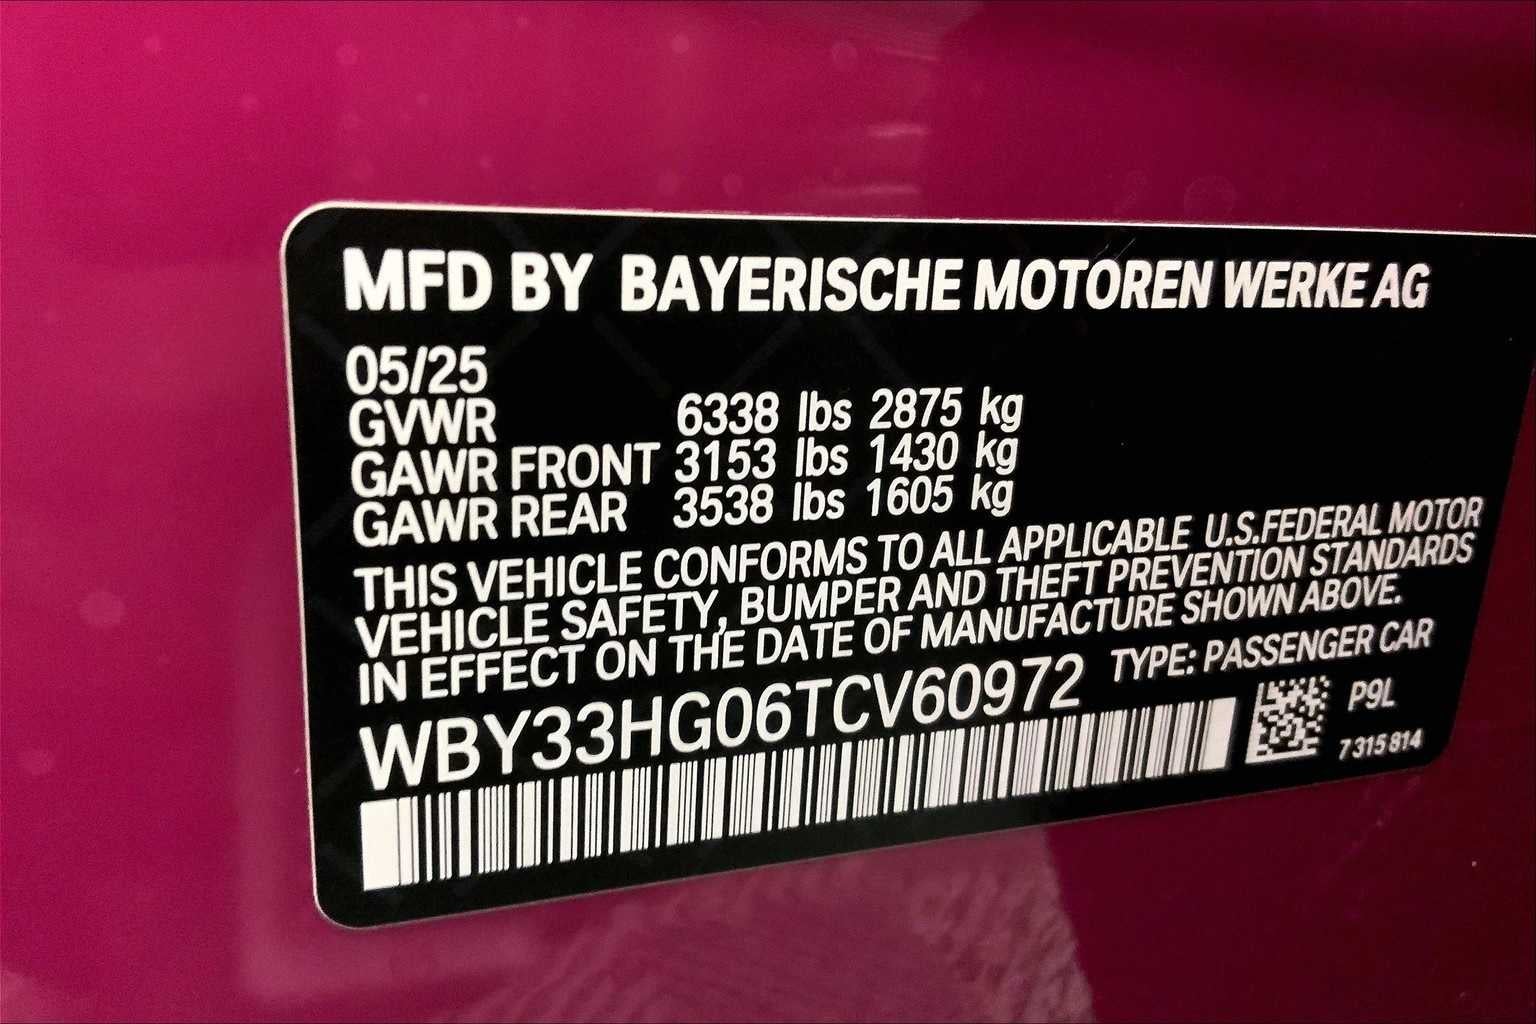 MFD BY BAYERISCHE MOTOREN WERKE AG
05/25
GVWR 6338 lbs 2875 kg
GAWR FRONT 3153 lbs 1430 kg
GAWR REAR 3538 lbs 1605 kg
THIS VEHICLE CONFORMS TO ALL APPLICABLE U.S.FEDERAL MOTOR
VEHICLE SAFETY, BUMPER AND THEFT PREVENTION STANDARDS
IN EFFECT ON THE DATE OF MANUFACTURE SHOWN ABOVE.
TYPE: PASSENGER CAR
WBY33HG06TCV60972
P9L
7 315 814